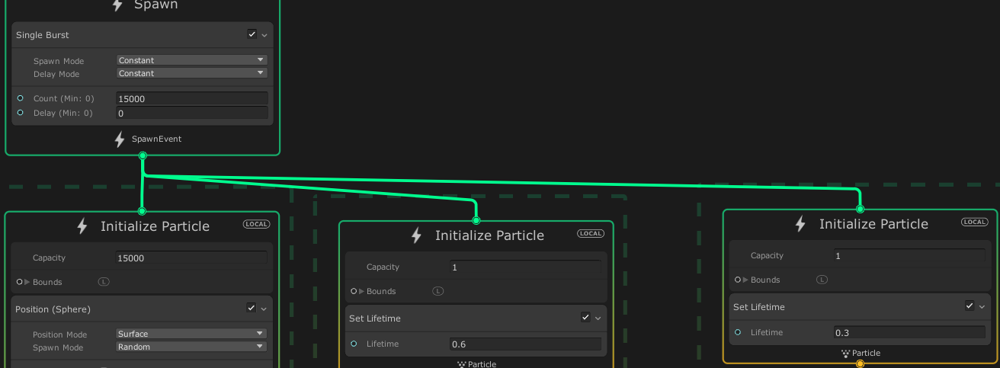 Spawn
Single Burst
Spawn Mode Constant
Delay Mode Constant
Count (Min: 0) 15000
Delay (Min: 0) 0
SpawnEvent
Initialize Particle LOCAL
Capacity 15000
Bounds L
Position (Sphere)
Position Mode Surface
Spawn Mode Random
Initialize Particle LOCAL
Capacity 1
Bounds L
Set Lifetime
Lifetime 0.6
Particle
Initialize Particle LOCAL
Capacity 1
Bounds L
Set Lifetime
Lifetime 0.3
Particle